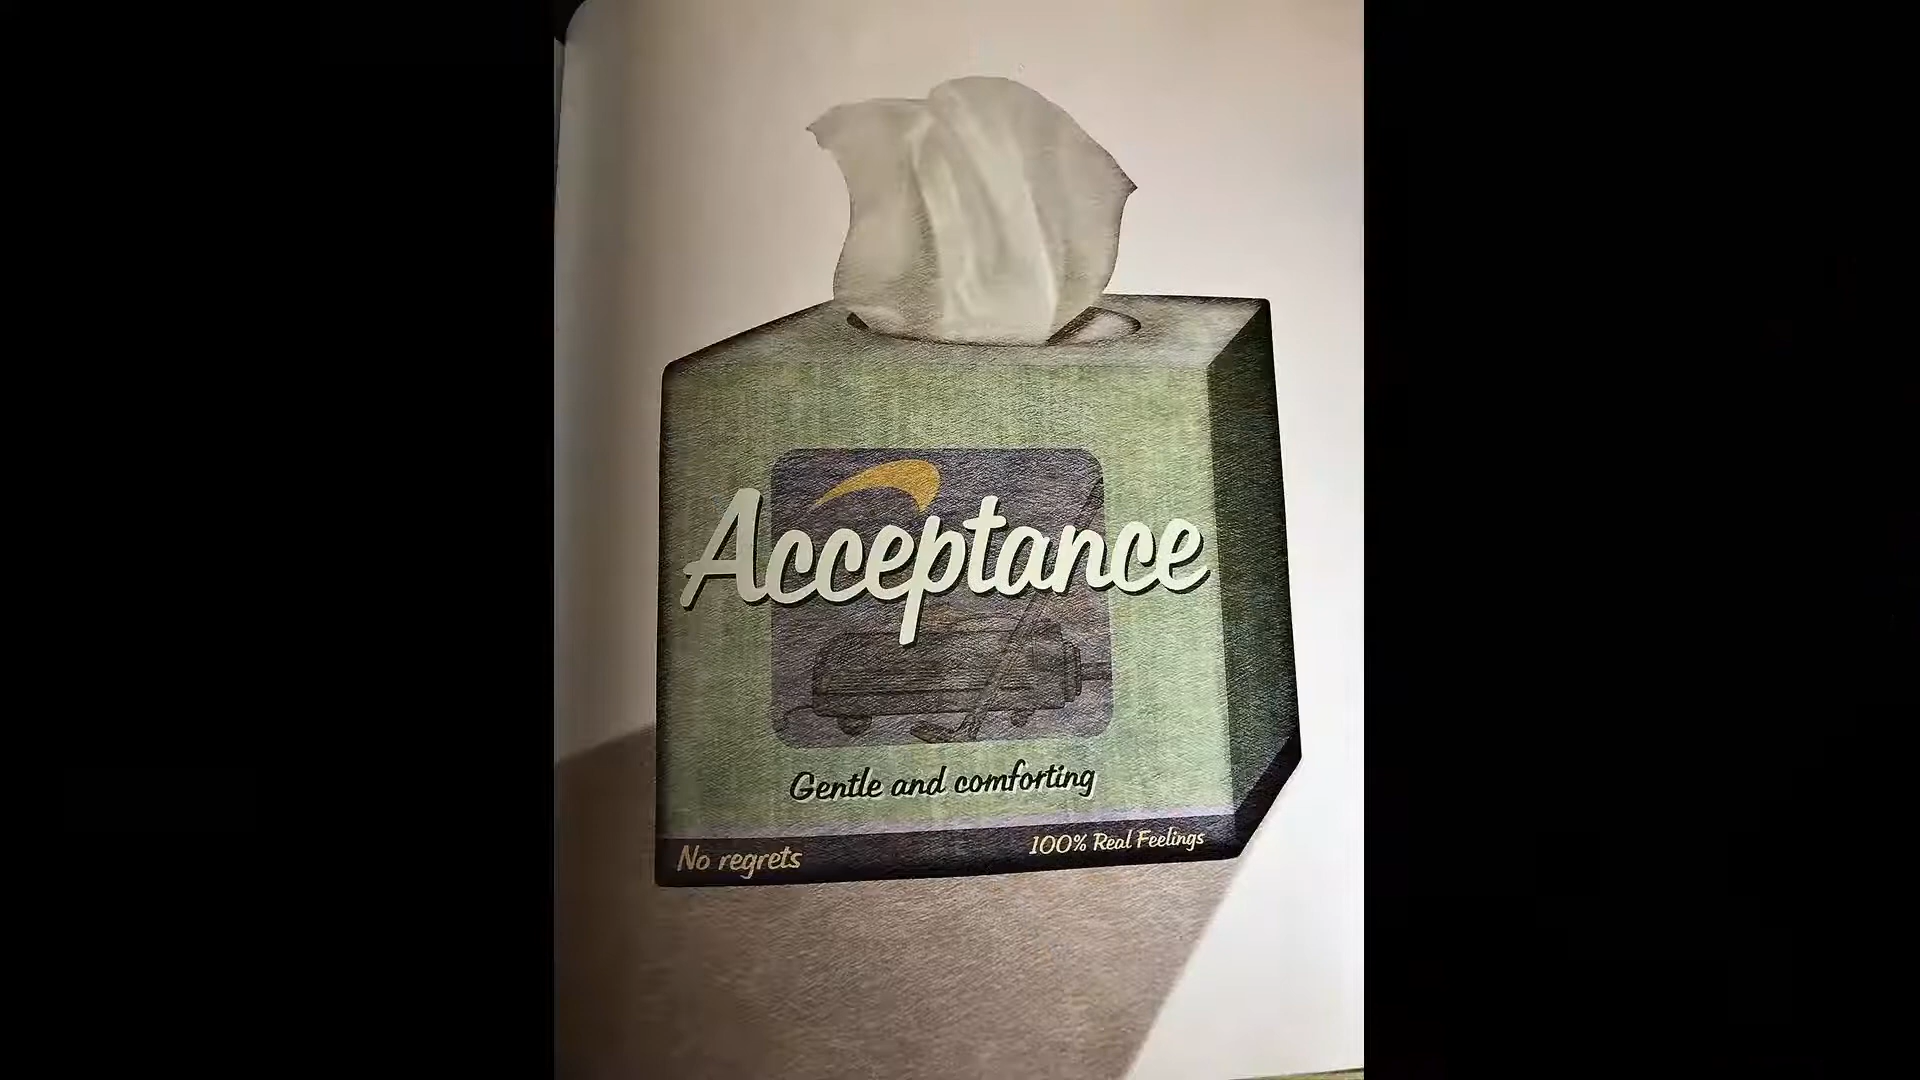 Acceptance
Gentle and comforting
No regrets
100% Real Feelings